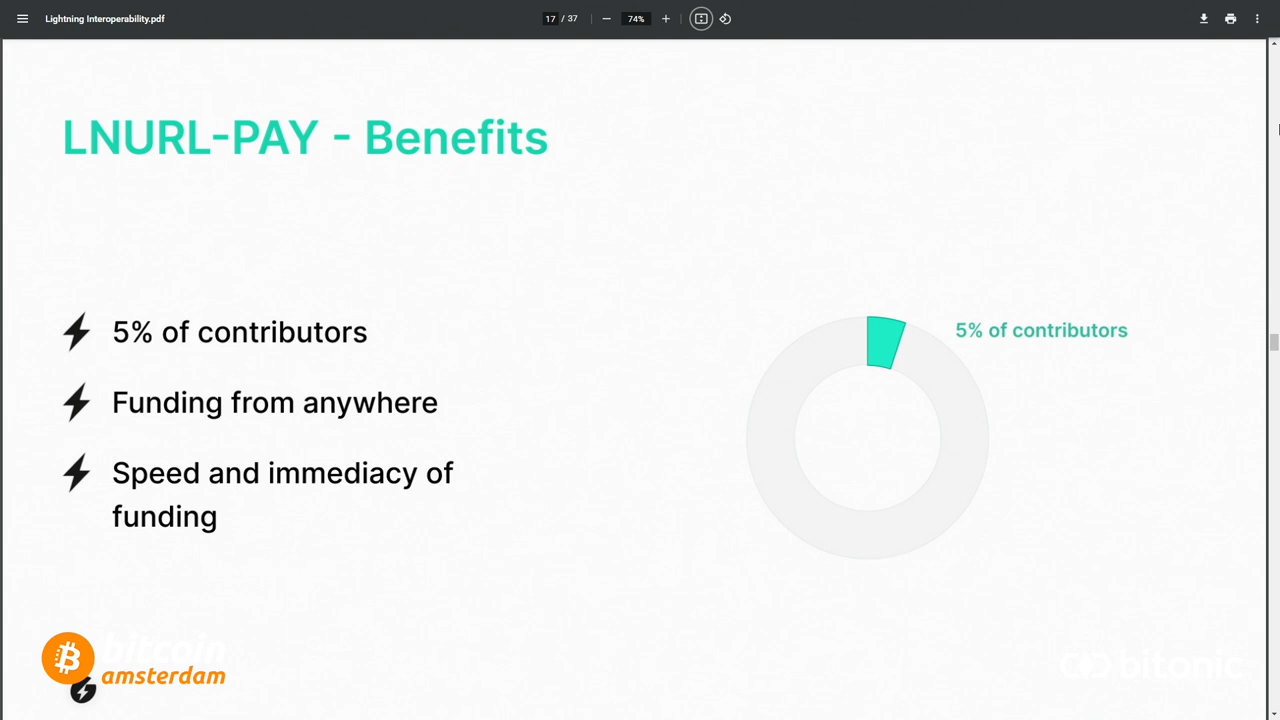 Lightning Interoperability.pdf
17 / 37
74%
LNURL-PAY - Benefits
5% of contributors
Funding from anywhere
Speed and immediacy of
funding
5% of contributors
bitcoin
amsterdam
bitonic